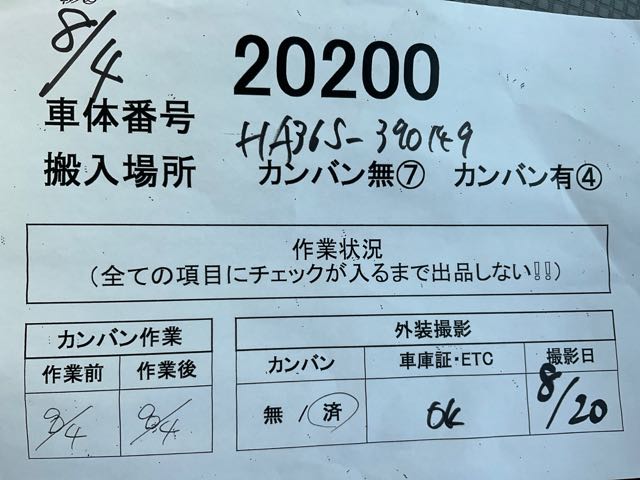 8/4
20200
車体番号 HA36S-390149
搬入場所 カンバン無⑦ カンバン有④
作業状況
(全ての項目にチェックが入るまで出品しない!!)
カンバン作業
作業前 作業後
8/4 8/4
外装撮影
カンバン 車庫証・ETC 撮影日
無 / 済 ok 8/20